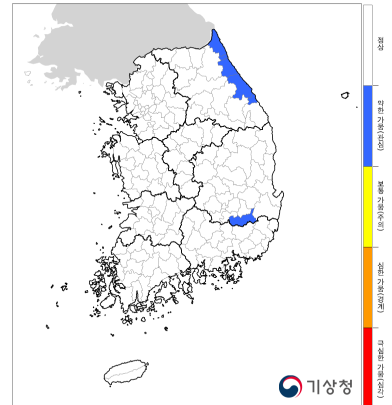 정상
약한 가뭄(관심)
보통 가뭄(주의)
심한 가뭄(경계)
극심한 가뭄(심각)
기상청